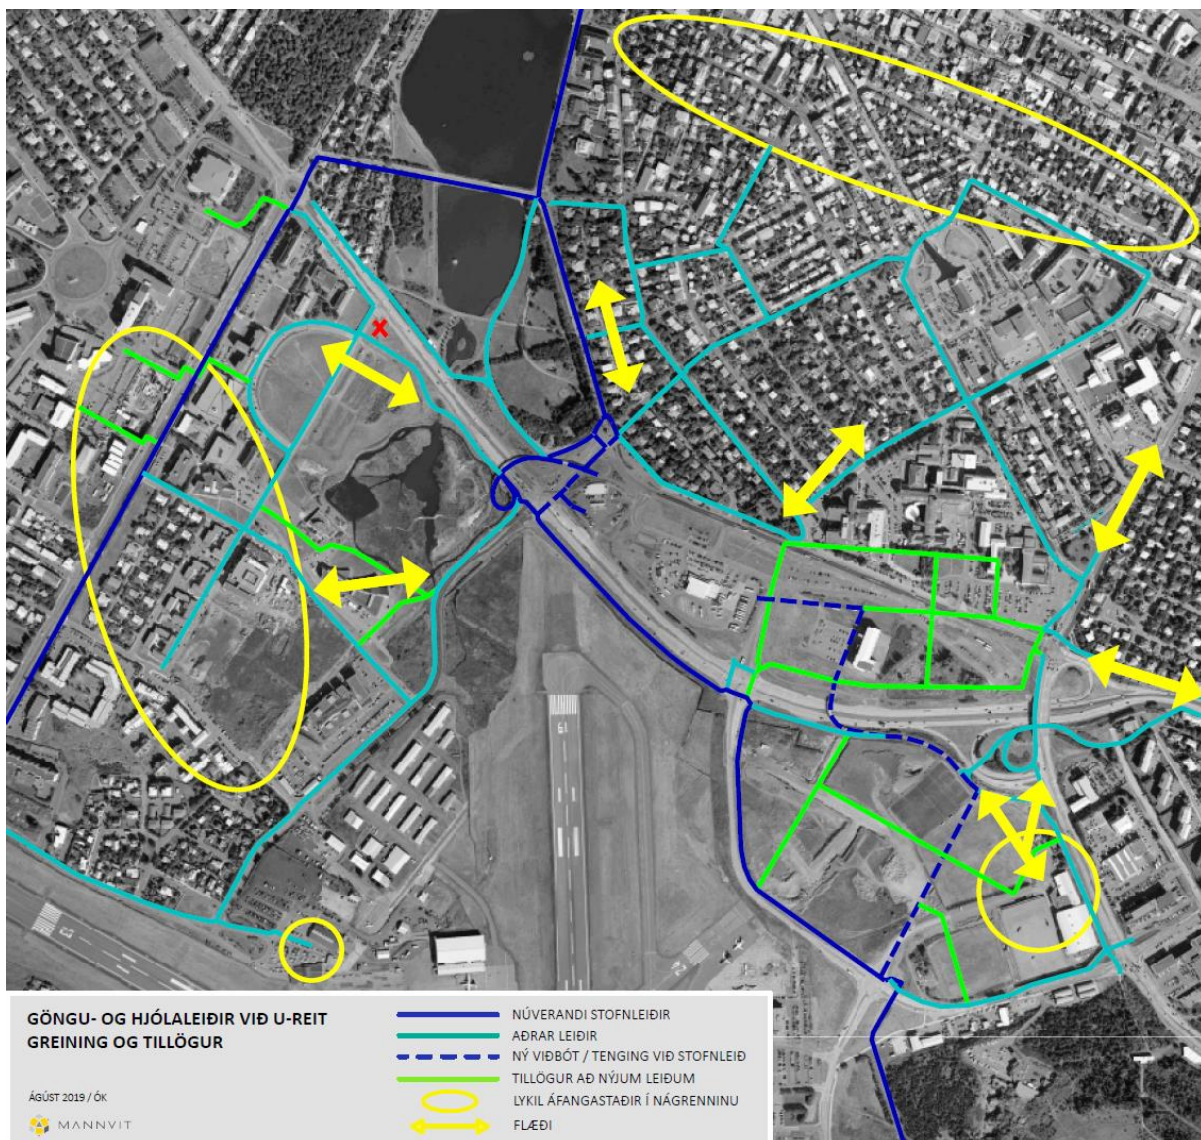 GÖNGU- OG HJÓLALEIÐIR VIÐ U-REIT
GREINING OG TILLÖGUR
ÁGÚST 2019 / ÓK
MANNVIT
NÚVERANDI STOFNLEIÐIR
AÐRAR LEIÐIR
NÝ VIÐBÓT / TENGING VIÐ STOFNLEIÐ
TILLÖGUR AÐ NÝJUM LEIÐUM
LYKIL ÁFANGASTAÐIR Í NÁGRENNINU
FLÆÐI